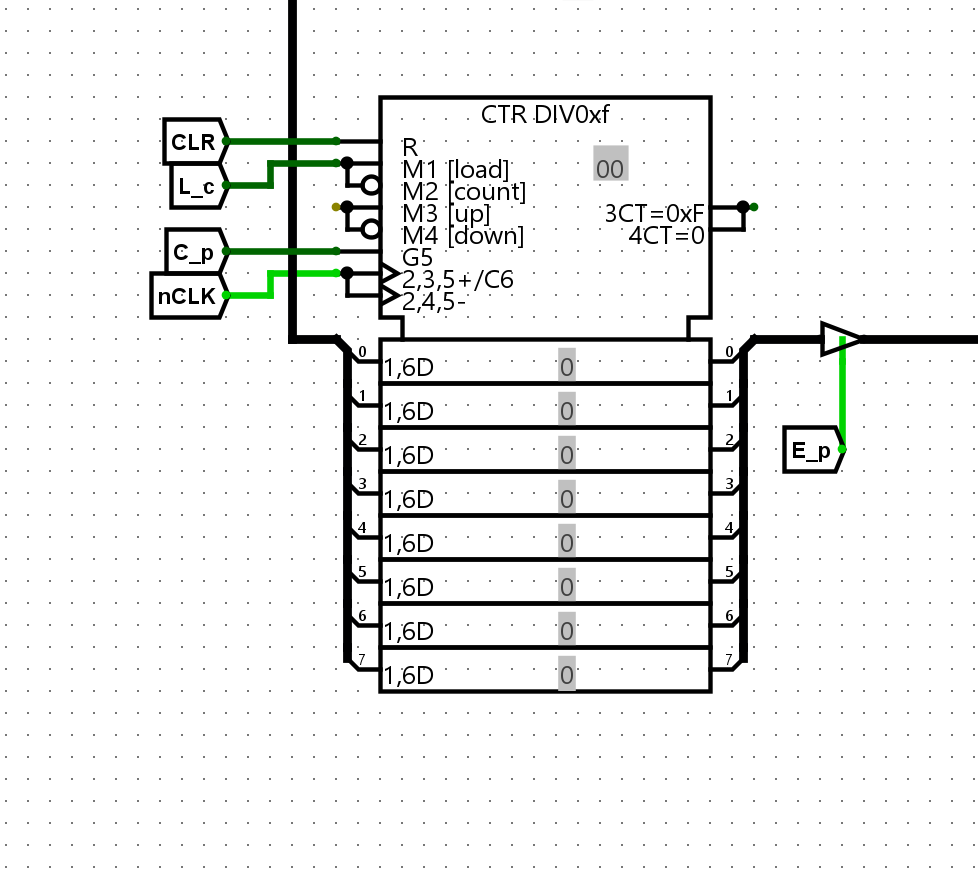 CTR DIV0xf
CLR
R
00
L_c
M1 [load]
M2 [count]
M3 [up]
3CT=0xF
M4 [down]
4CT=0
C_p
G5
2,3,5+/C6
nCLK
2,4,5-
0
1,6D
0
0
1
1,6D
0
1
2
1,6D
0
2
E_p
3
1,6D
0
3
4
1,6D
0
4
5
1,6D
0
5
6
1,6D
0
6
7
1,6D
0
7